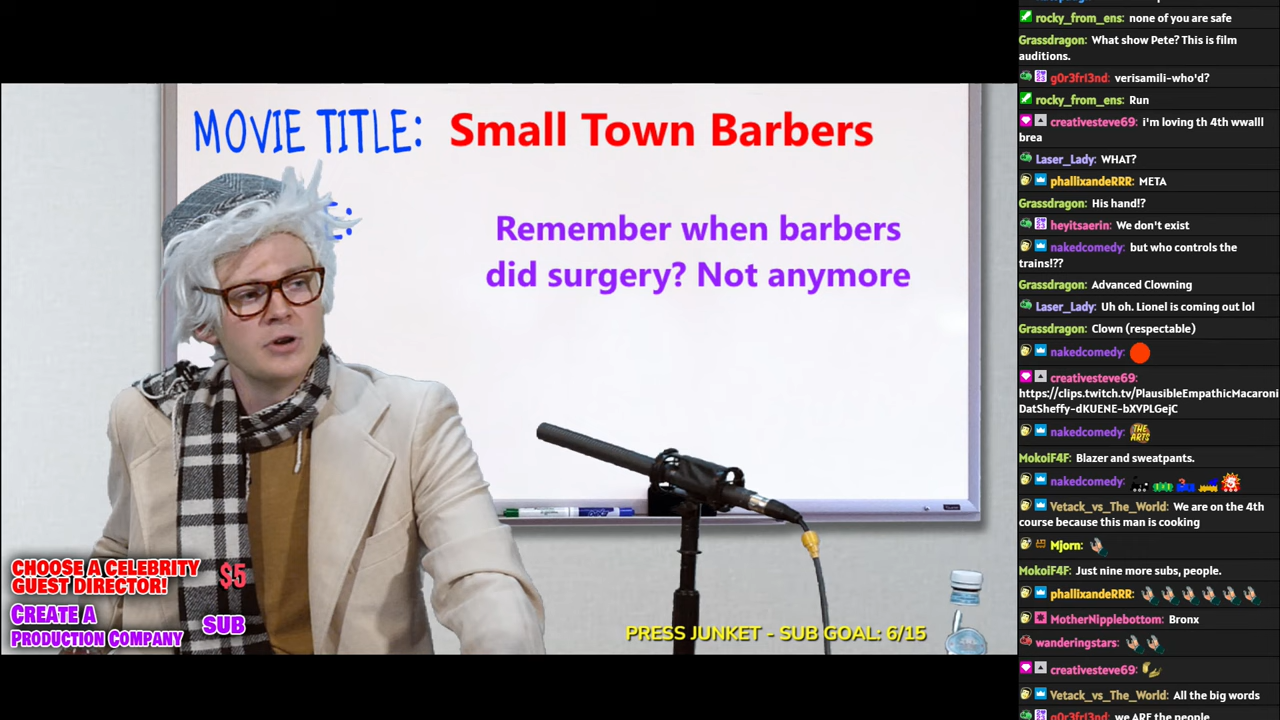 MOVIE TITLE: Small Town Barbers
E:
Remember when barbers
did surgery? Not anymore
CHOOSE A CELEBRITY
GUEST DIRECTOR! $5
CREATE A
PRODUCTION COMPANY SUB
PRESS JUNKET - SUB GOAL: 6/15
rocky_from_ens: none of you are safe
Grassdragon: What show Pete? This is film
auditions.
g0r3frl3nd: verisamili-who'd?
rocky_from_ens: Run
creativesteve69: i'm loving th 4th wwalll
brea
Laser_Lady: WHAT?
phallixandeRRR: META
Grassdragon: His hand!?
heyitsaerin: We don't exist
nakedcomedy: but who controls the
trains!??
Grassdragon: Advanced Clowning
Laser_Lady: Uh oh. Lionel is coming out lol
Grassdragon: Clown (respectable)
nakedcomedy:
creativesteve69:
https://clips.twitch.tv/PlausibleEmpathicMacaroni
DatSheffy-dKUENE-bXVPLGejC
nakedcomedy: THE ARTS
MokoiF4F: Blazer and sweatpants.
nakedcomedy:
Vetack_vs_The_World: We are on the 4th
course because this man is cooking
Mjorn:
MokoiF4F: Just nine more subs, people.
phallixandeRRR:
MotherNipplebottom: Bronx
wanderingstars:
creativesteve69:
Vetack_vs_The_World: All the big words
g0r3frl3nd: we ARE the people